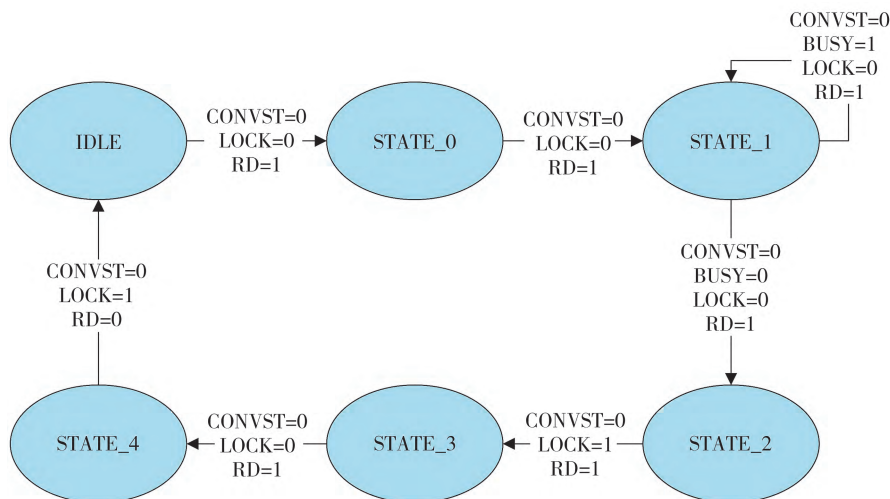 IDLE
CONVST=0
LOCK=0
RD=1
STATE_0
CONVST=0
LOCK=0
RD=1
STATE_1
CONVST=0
BUSY=1
LOCK=0
RD=1
CONVST=0
BUSY=0
LOCK=0
RD=1
STATE_2
CONVST=0
LOCK=1
RD=1
STATE_3
CONVST=0
LOCK=0
RD=1
STATE_4
CONVST=0
LOCK=1
RD=0